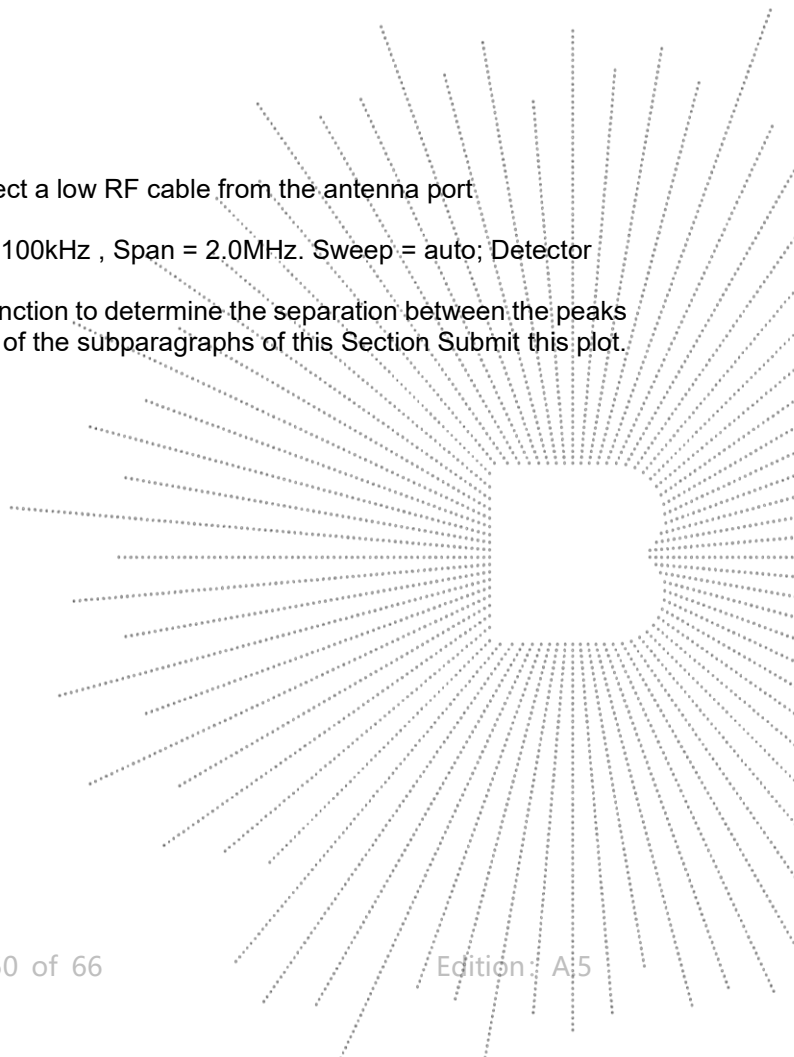 ect a low RF cable from the antenna port
100kHz , Span = 2.0MHz. Sweep = auto; Detector
nction to determine the separation between the peaks
of the subparagraphs of this Section Submit this plot.
0 of 66
Edition: A.5